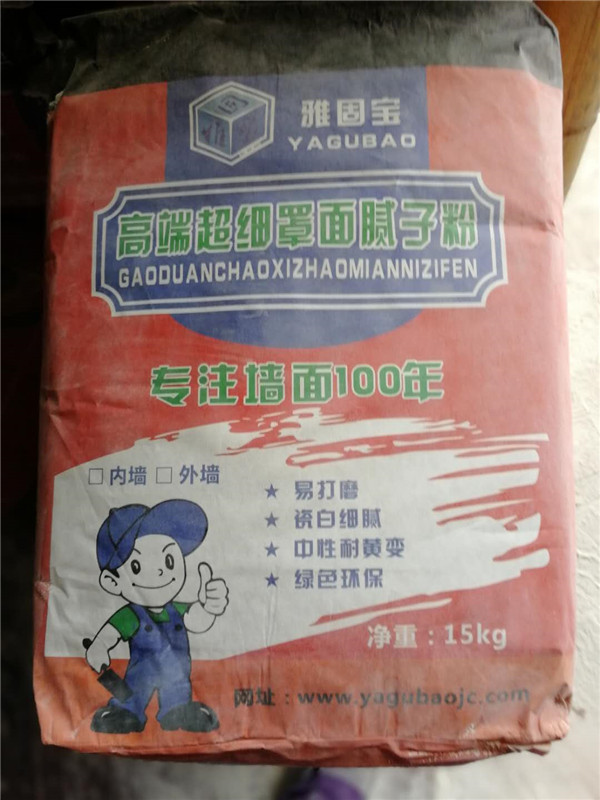 雅固宝
YAGUBAO
高端超细罩面腻子粉
GAODUANCHAOXIZHAOMIANNIZIFEN
专注墙面100年
□内墙 □外墙
★ 易打磨
★ 瓷白细腻
★ 中性耐黄变
★ 绿色环保
净重：15kg
网址：www.yagubaojc.com